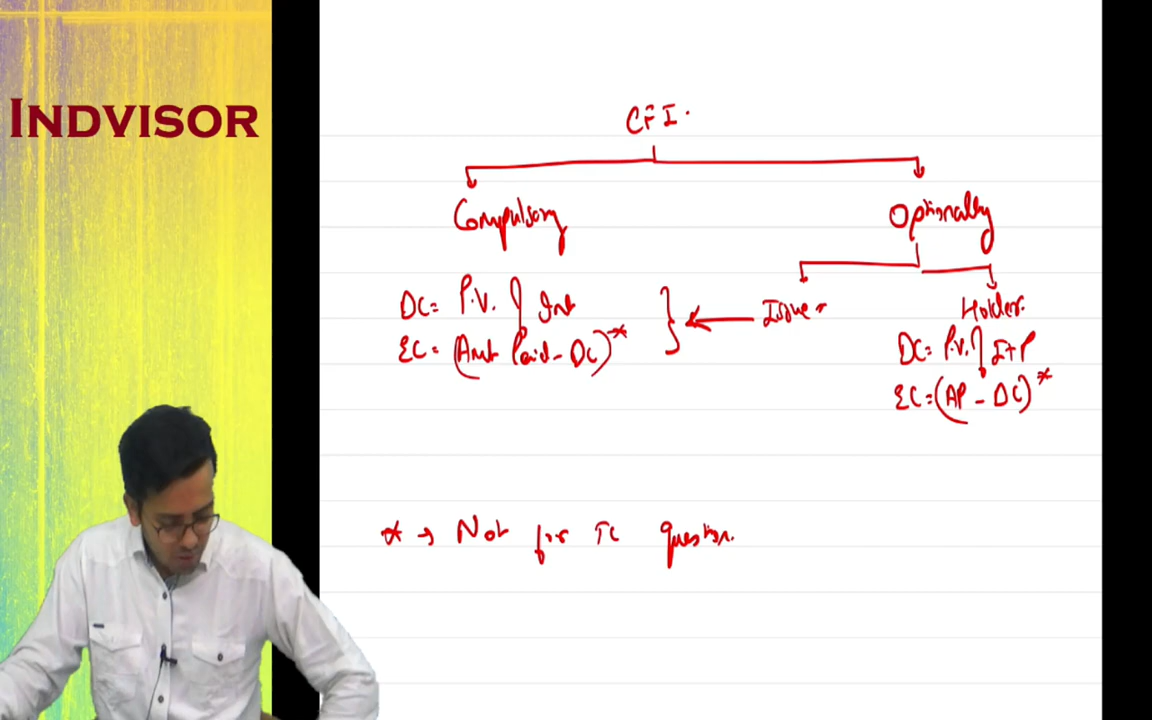 INDVISOR
CFI.
Compulsory
Optionally
DC = P.V. of Int
EC = (Amt Paid - DC)*
Issuer
Holder.
DC = P.V. of I+P
EC = (AP - DC)*
* → Not for TC question.